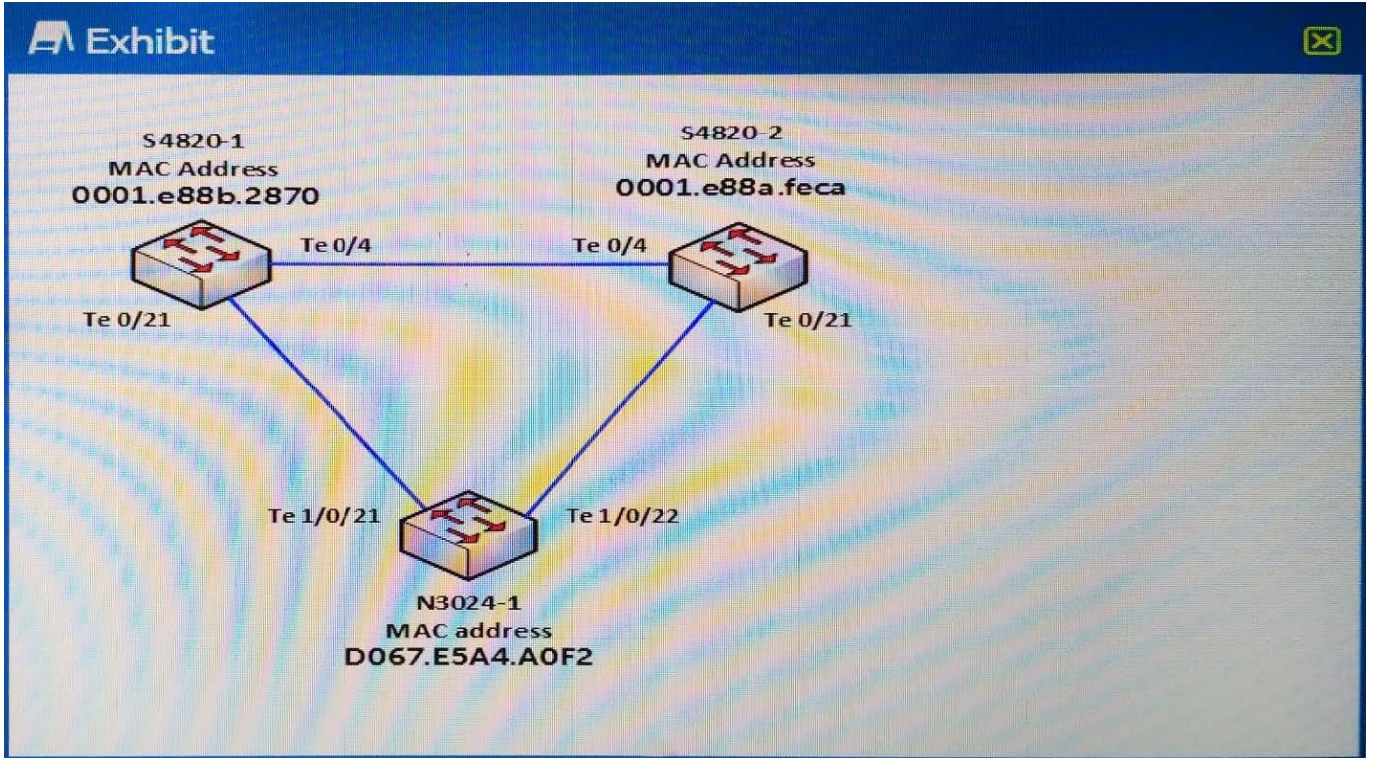 Exhibit
S4820-1
MAC Address
0001.e88b.2870
S4820-2
MAC Address
0001.e88a.feca
Te 0/4
Te 0/4
Te 0/21
Te 0/21
Te 1/0/21
Te 1/0/22
N3024-1
MAC address
D067.E5A4.A0F2